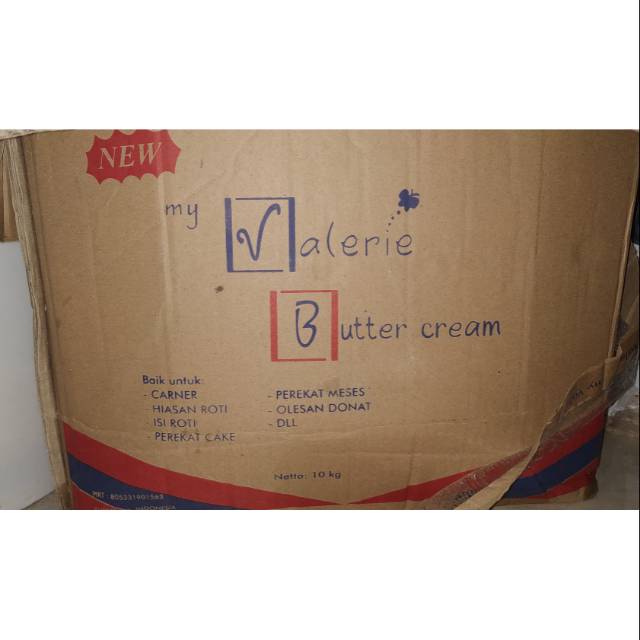 NEW
my Valerie
Butter cream
Baik untuk:
- CARNER
- HIASAN ROTI
- ISI ROTI
- PEREKAT CAKE
- PEREKAT MESES
- OLESAN DONAT
- DLL
Netto: 10 kg
INDONESIA